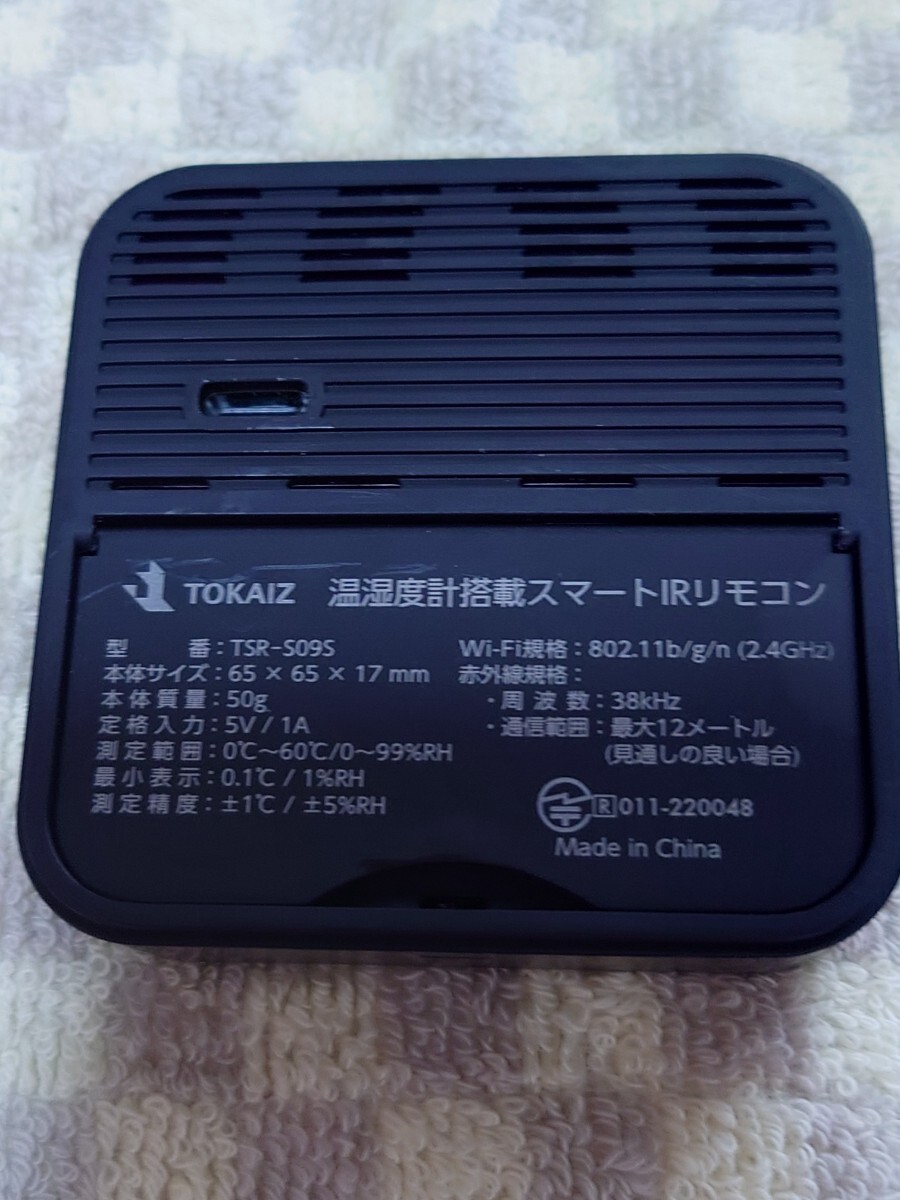 TOKAIZ 温湿度計搭載スマートIRリモコン
型番：TSR-S09S
本体サイズ：65 × 65 × 17 mm
本体質量：50g
定格入力：5V / 1A
測定範囲：0℃～60℃/0～99%RH
最小表示：0.1℃ / 1%RH
測定精度：±1℃ / ±5%RH
Wi-Fi規格：802.11b/g/n (2.4GHz)
赤外線規格：
・周波数：38kHz
・通信範囲：最大12メートル
(見通しの良い場合)
R 011-220048
Made in China